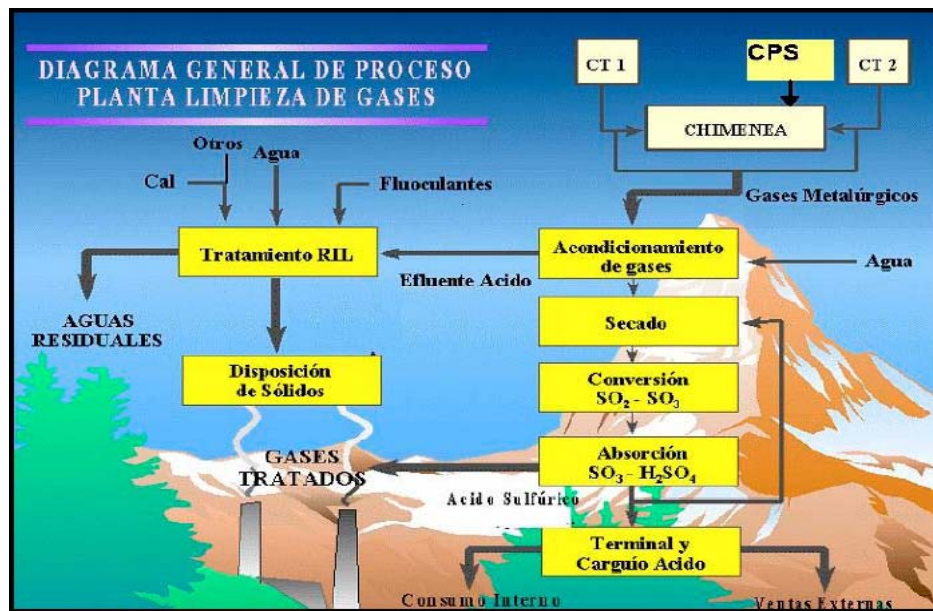 DIAGRAMA GENERAL DE PROCESO
PLANTA LIMPIEZA DE GASES
CT 1
CPS
CT 2
CHIMENEA
Otros
Agua
Cal
Fluoculantes
Gases Metalúrgicos
Tratamiento RIL
Acondicionamiento
de gases
Efluente Acido
Agua
AGUAS
RESIDUALES
Secado
Disposición
de Sólidos
Conversión
SO₂ - SO₃
GASES
TRATADOS
Absorción
SO₃ - H₂SO₄
Acido Sulfúrico
Terminal y
Carguío Acido
Consumo Interno
Ventas Externas